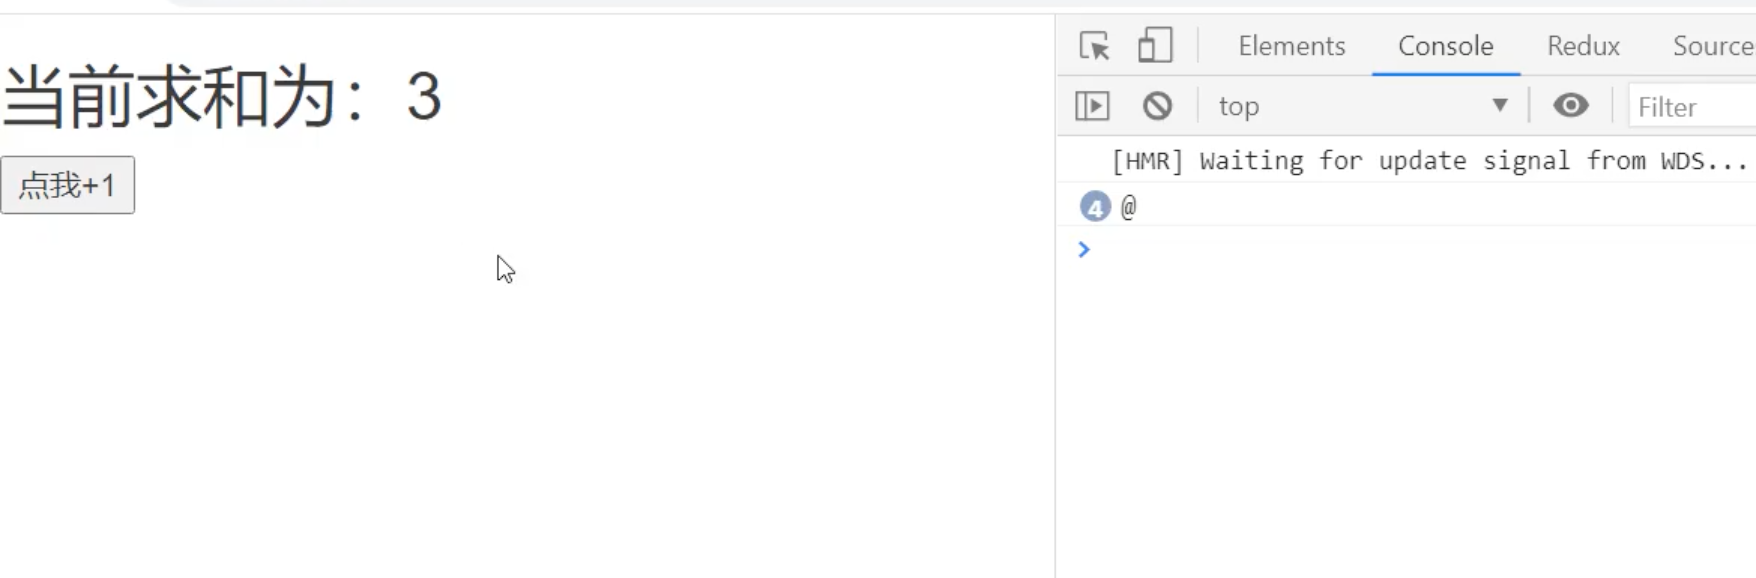 当前求和为：3
点我+1
Elements Console Redux Source
top Filter
[HMR] Waiting for update signal from WDS...
4 @